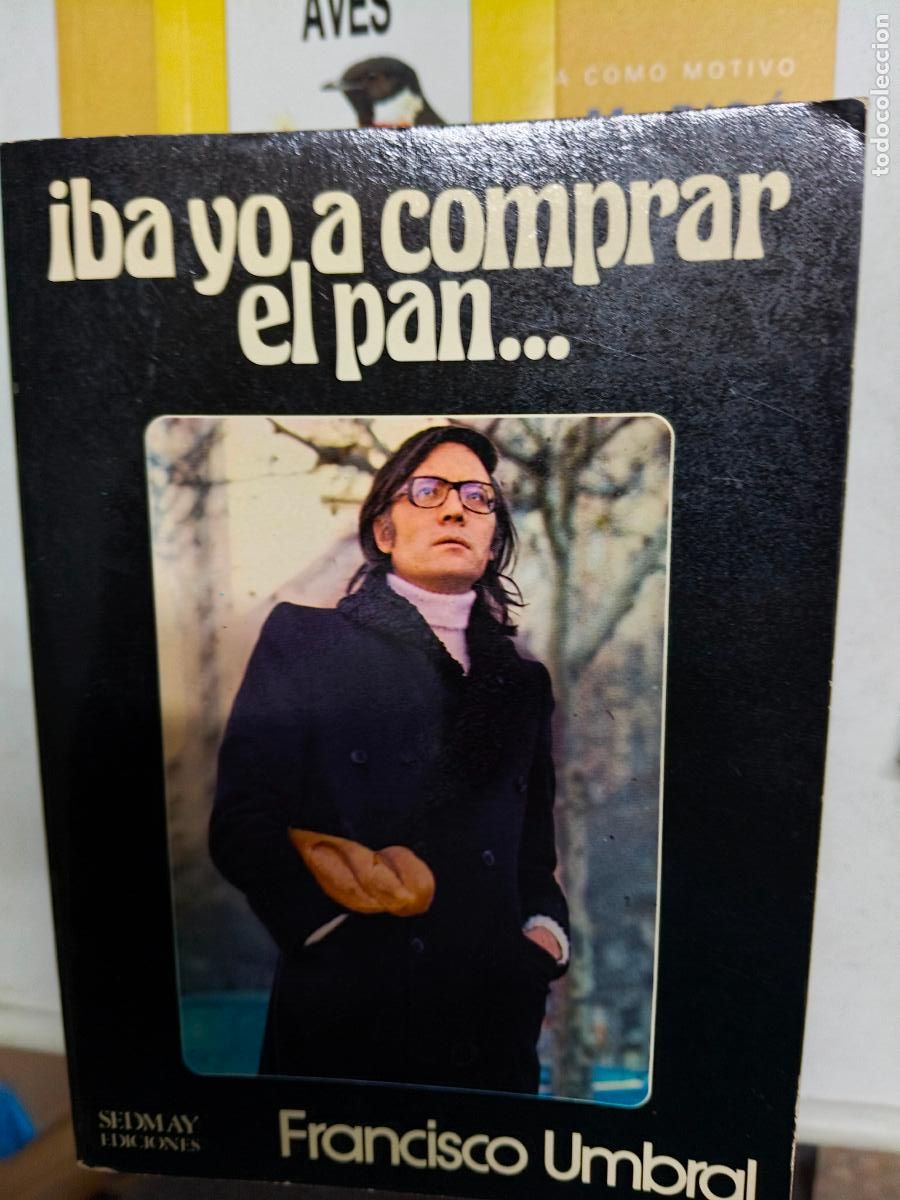 AVES
A COMO MOTIVO
iba yo a comprar
el pan...
SEDMAY
EDICIONES
Francisco Umbral
todocoleccion